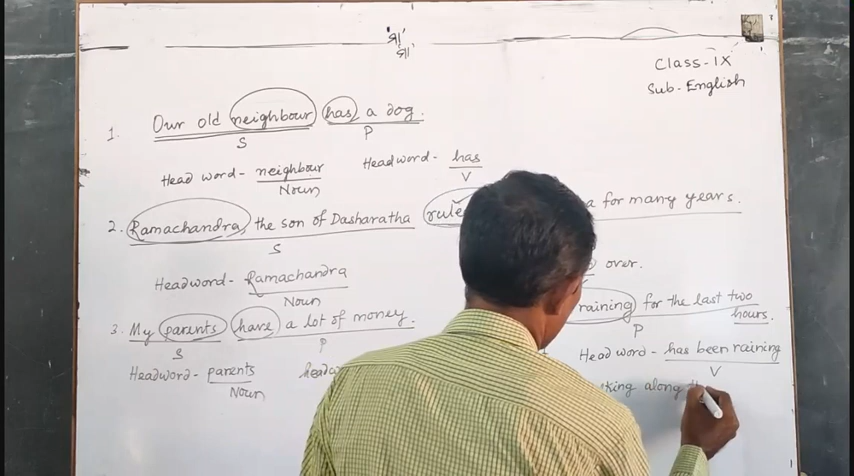 ব্রা
ব্রা
Class-IX
Sub-English
1. Our old neighbour has a dog.
S P
Head word- neighbour
Noun
Headword- has
V
2. Ramachandra, the son of Dasharatha rule a for many years.
S
Headword- Ramachandra
Noun
over.
3. My parents have a lot of money.
S P
Headword- parents
Noun
headw
raining for the last two
hours.
P
Head word- has been raining
V
king along th